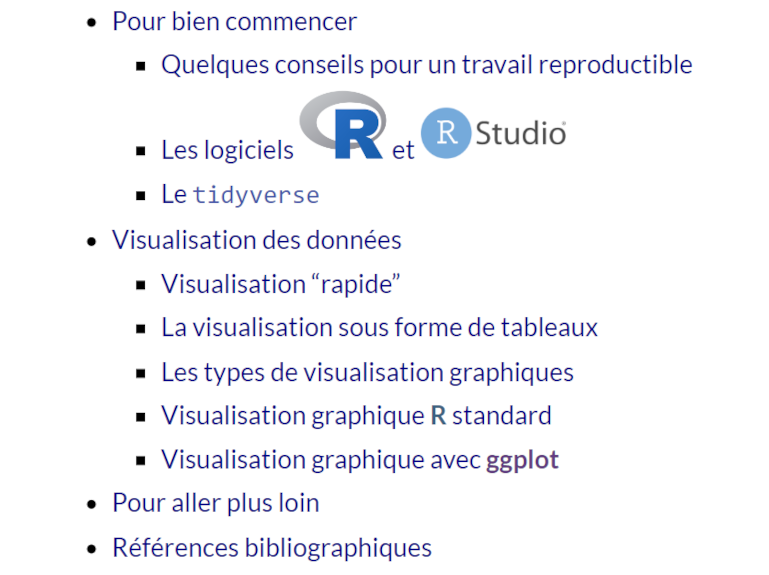 Pour bien commencer
Quelques conseils pour un travail reproductible
Les logiciels R et R Studio
Le tidyverse
Visualisation des données
Visualisation “rapide”
La visualisation sous forme de tableaux
Les types de visualisation graphiques
Visualisation graphique R standard
Visualisation graphique avec ggplot
Pour aller plus loin
Références bibliographiques